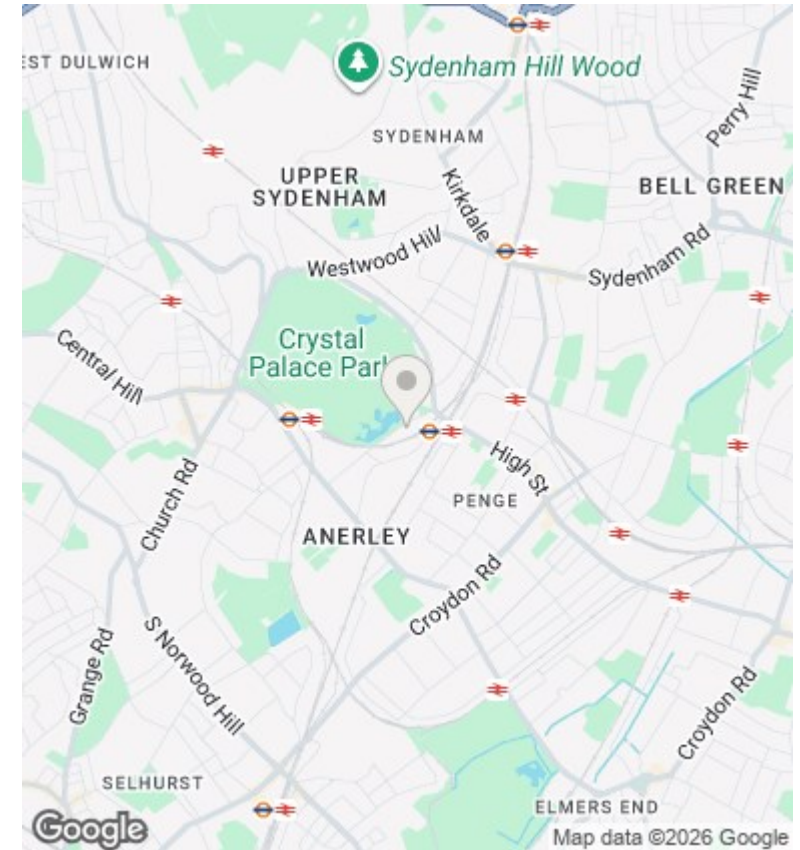 EST DULWICH
Sydenham Hill Wood
SYDENHAM
Perry Hill
UPPER
SYDENHAM
Kirkdale
BELL GREEN
Westwood Hill
Sydenham Rd
Crystal
Palace Park
Central Hill
High St
Church Rd
PENGE
ANERLEY
Croydon Rd
Grange Rd
S Norwood Hill
Croydon Rd
SELHURST
ELMERS END
Google
Map data ©2026 Google